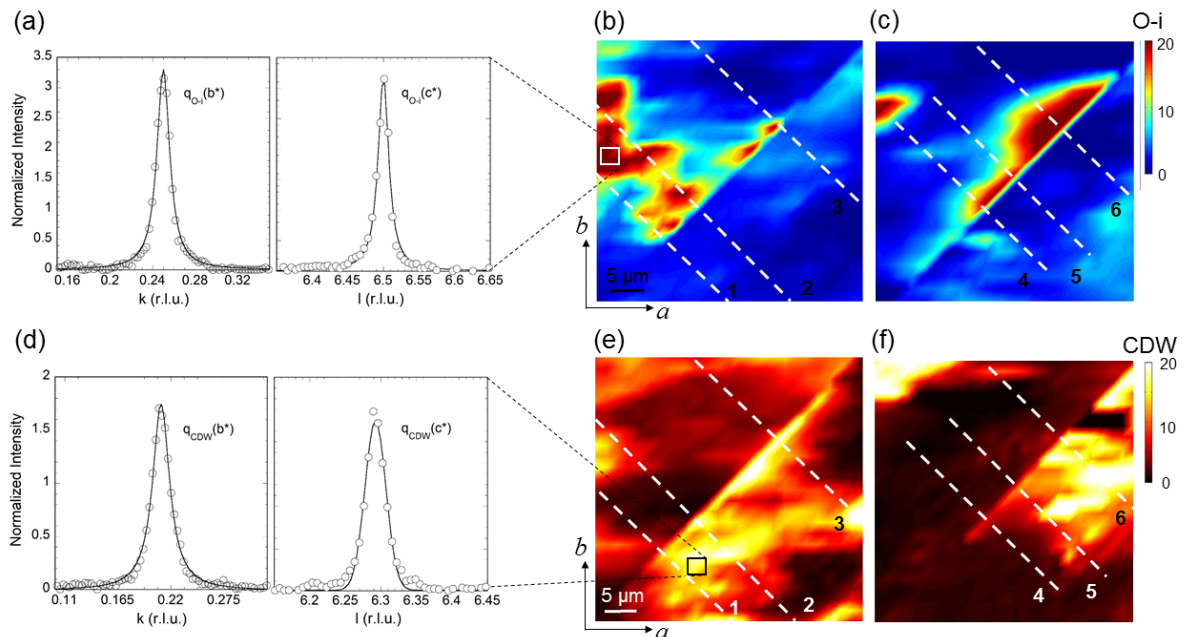 (a)
(b)
(c)
O-i
3.5
3
2.5
2
1.5
1
0.5
0
Normalized Intensity
q_O-i(b*)
q_O-i(c*)
0.16 0.2 0.24 0.28 0.32
6.4 6.45 6.5 6.55 6.6 6.65
k (r.l.u.)
l (r.l.u.)
b
5 μm
a
1
2
3
4
5
6
20
10
0
(d)
(e)
(f)
CDW
2
1.5
1
0.5
0
Normalized Intensity
q_CDW(b*)
q_CDW(c*)
0.11 0.165 0.22 0.275
6.2 6.25 6.3 6.35 6.4 6.45
k (r.l.u.)
l (r.l.u.)
b
5 μm
a
1
2
3
4
5
6
20
10
0